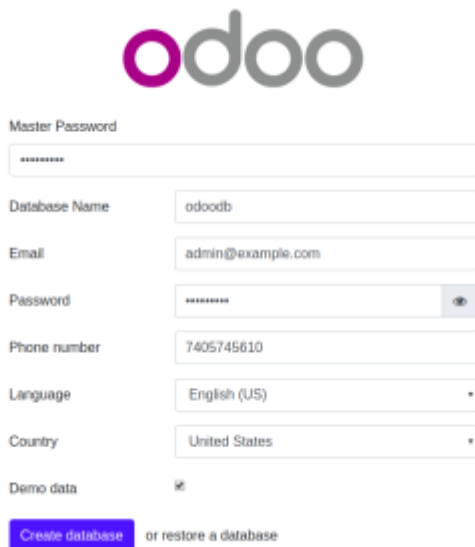 odoo
Master Password
•••••••••
Database Name odoodb
Email admin@example.com
Password •••••••••
Phone number 7405745610
Language English (US)
Country United States
Demo data
Create database or restore a database